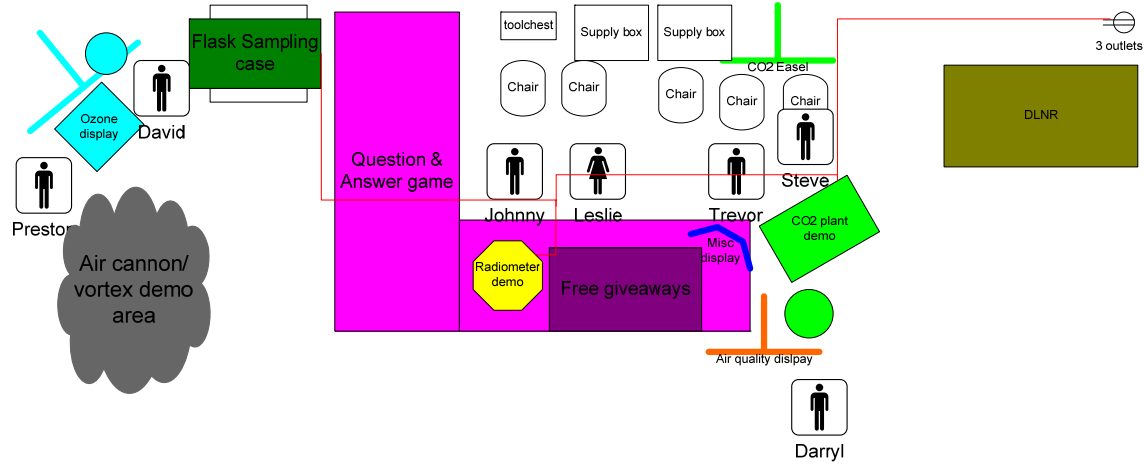 toolchest
Supply box
Supply box
3 outlets
Flask Sampling
case
CO2 Easel
Chair
Chair
Chair
Chair
Chair
DLNR
Ozone
display
David
Question &
Answer game
Preston
Johnny
Leslie
Trevor
Steve
CO2 plant
demo
Misc
display
Air cannon/
vortex demo
area
Radiometer
demo
Free giveaways
Air quality dislpay
Darryl